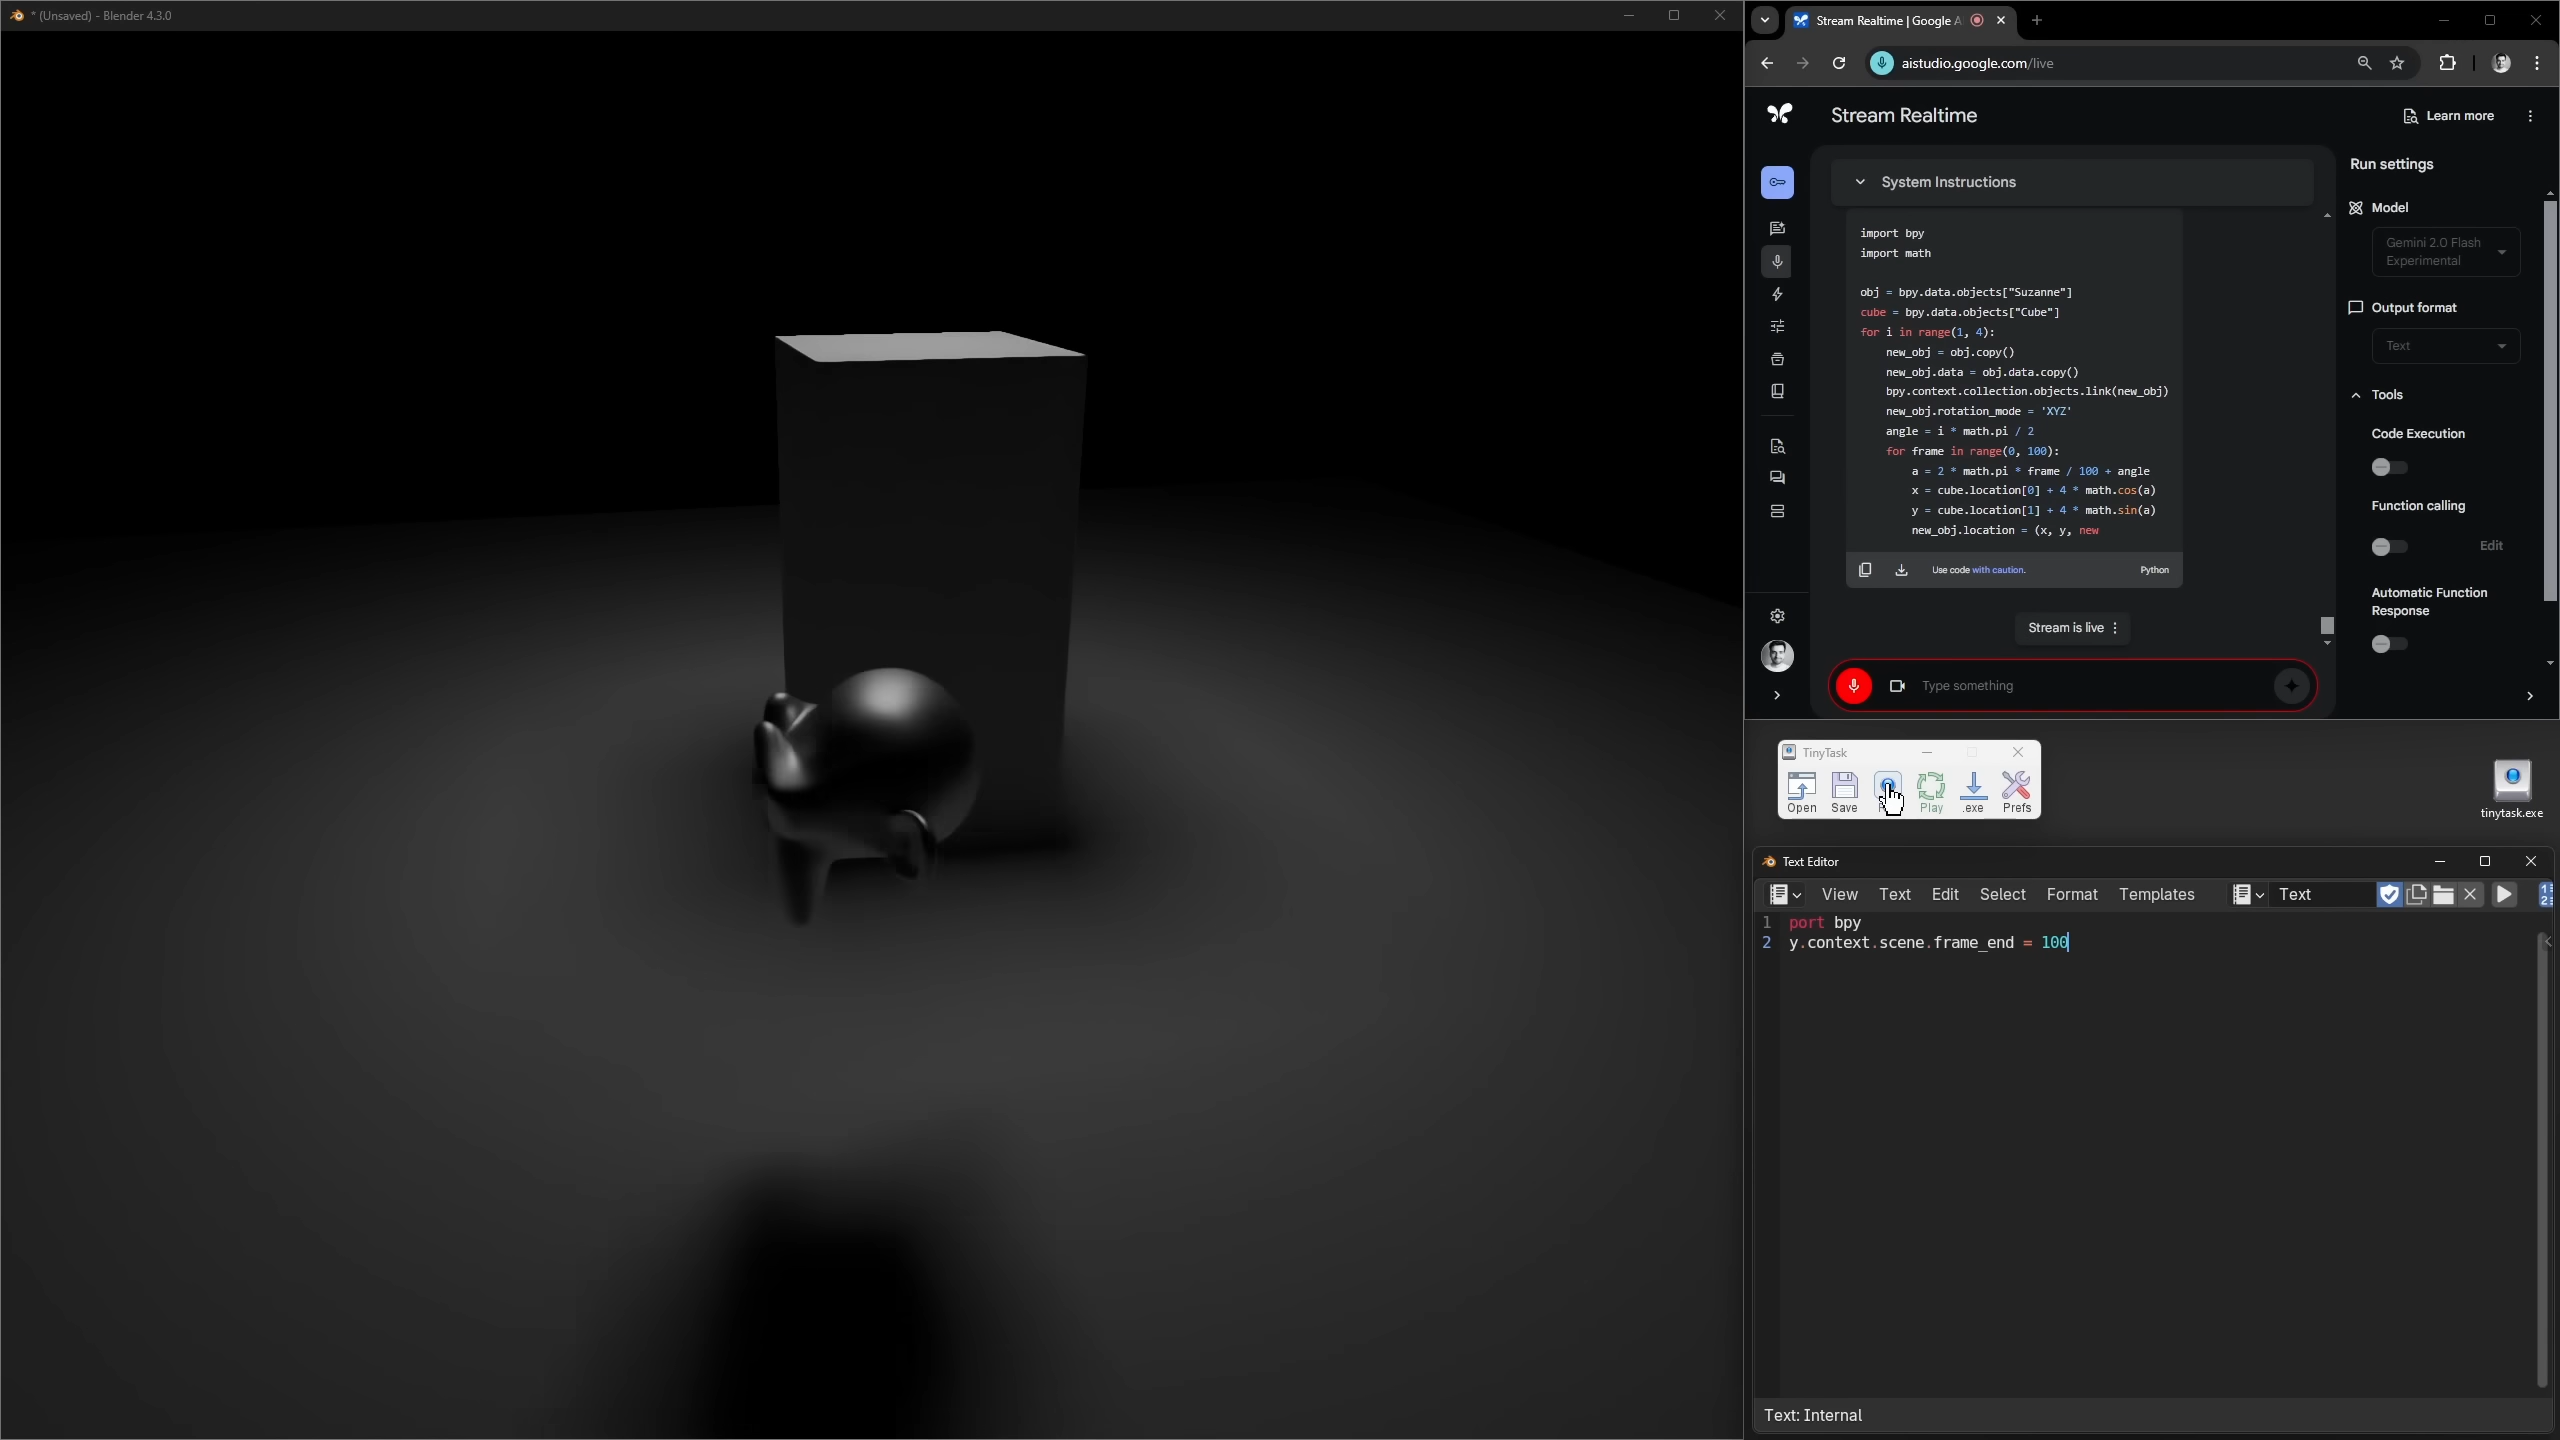 * (Unsaved) - Blender 4.3.0
Stream Realtime | Google A
aistudio.google.com/live
Stream Realtime
Learn more
System Instructions
import bpy
import math
obj = bpy.data.objects["Suzanne"]
cube = bpy.data.objects["Cube"]
for i in range(1, 4):
    new_obj = obj.copy()
    new_obj.data = obj.data.copy()
    bpy.context.collection.objects.link(new_obj)
    new_obj.rotation_mode = 'XYZ'
    angle = i * math.pi / 2
    for frame in range(0, 100):
        a = 2 * math.pi * frame / 100 + angle
        x = cube.location[0] + 4 * math.cos(a)
        y = cube.location[1] + 4 * math.sin(a)
        new_obj.location = (x, y, new
Use code with caution.
Python
Stream is live
Type something
Run settings
Model
Gemini 2.0 Flash
Experimental
Output format
Text
Tools
Code Execution
Function calling
Edit
Automatic Function
Response
TinyTask
Open Save Play .exe Prefs
tinytask.exe
Text Editor
View Text Edit Select Format Templates Text
1 port bpy
2 y.context.scene.frame_end = 100
Text: Internal